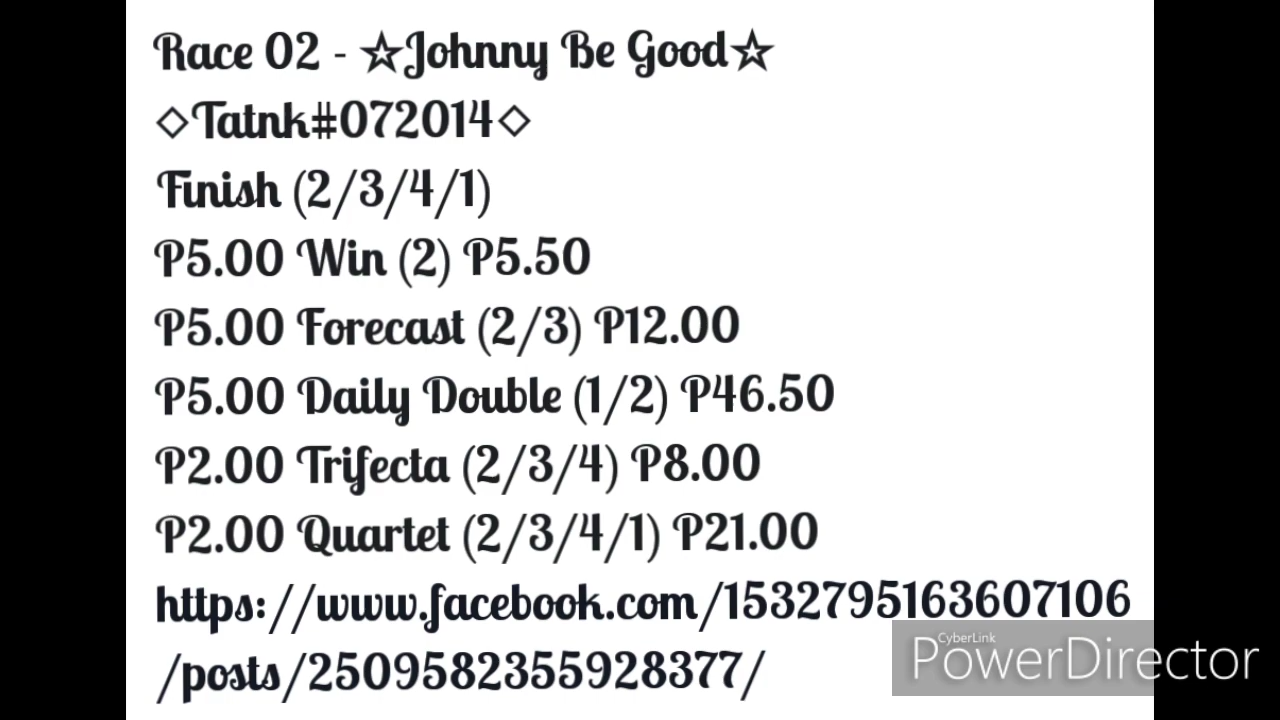 Race 02 - ☆Johnny Be Good☆
◇Tatnk#072014◇
Finish (2/3/4/1)
P5.00 Win (2) P5.50
P5.00 Forecast (2/3) P12.00
P5.00 Daily Double (1/2) P46.50
P2.00 Trifecta (2/3/4) P8.00
P2.00 Quartet (2/3/4/1) P21.00
https://www.facebook.com/1532795163607106
/posts/2509582355928377/
CyberLink
PowerDirector